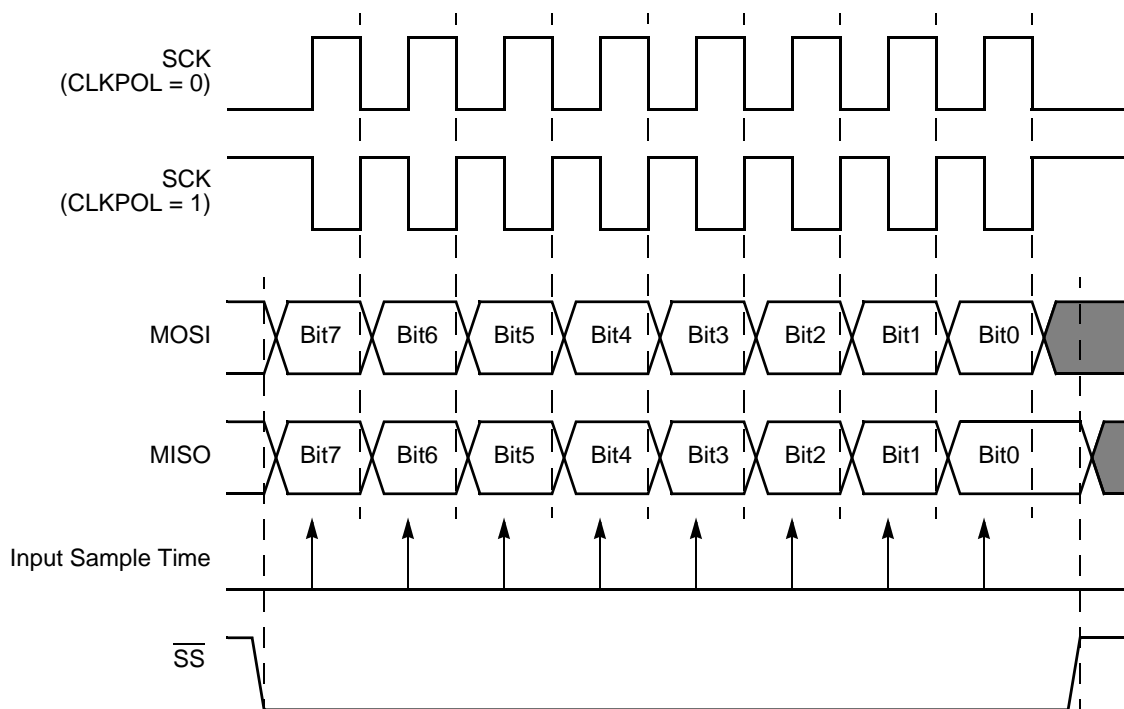 SCK
(CLKPOL = 0)
SCK
(CLKPOL = 1)
MOSI
Bit7 Bit6 Bit5 Bit4 Bit3 Bit2 Bit1 Bit0
MISO
Bit7 Bit6 Bit5 Bit4 Bit3 Bit2 Bit1 Bit0
Input Sample Time
SS